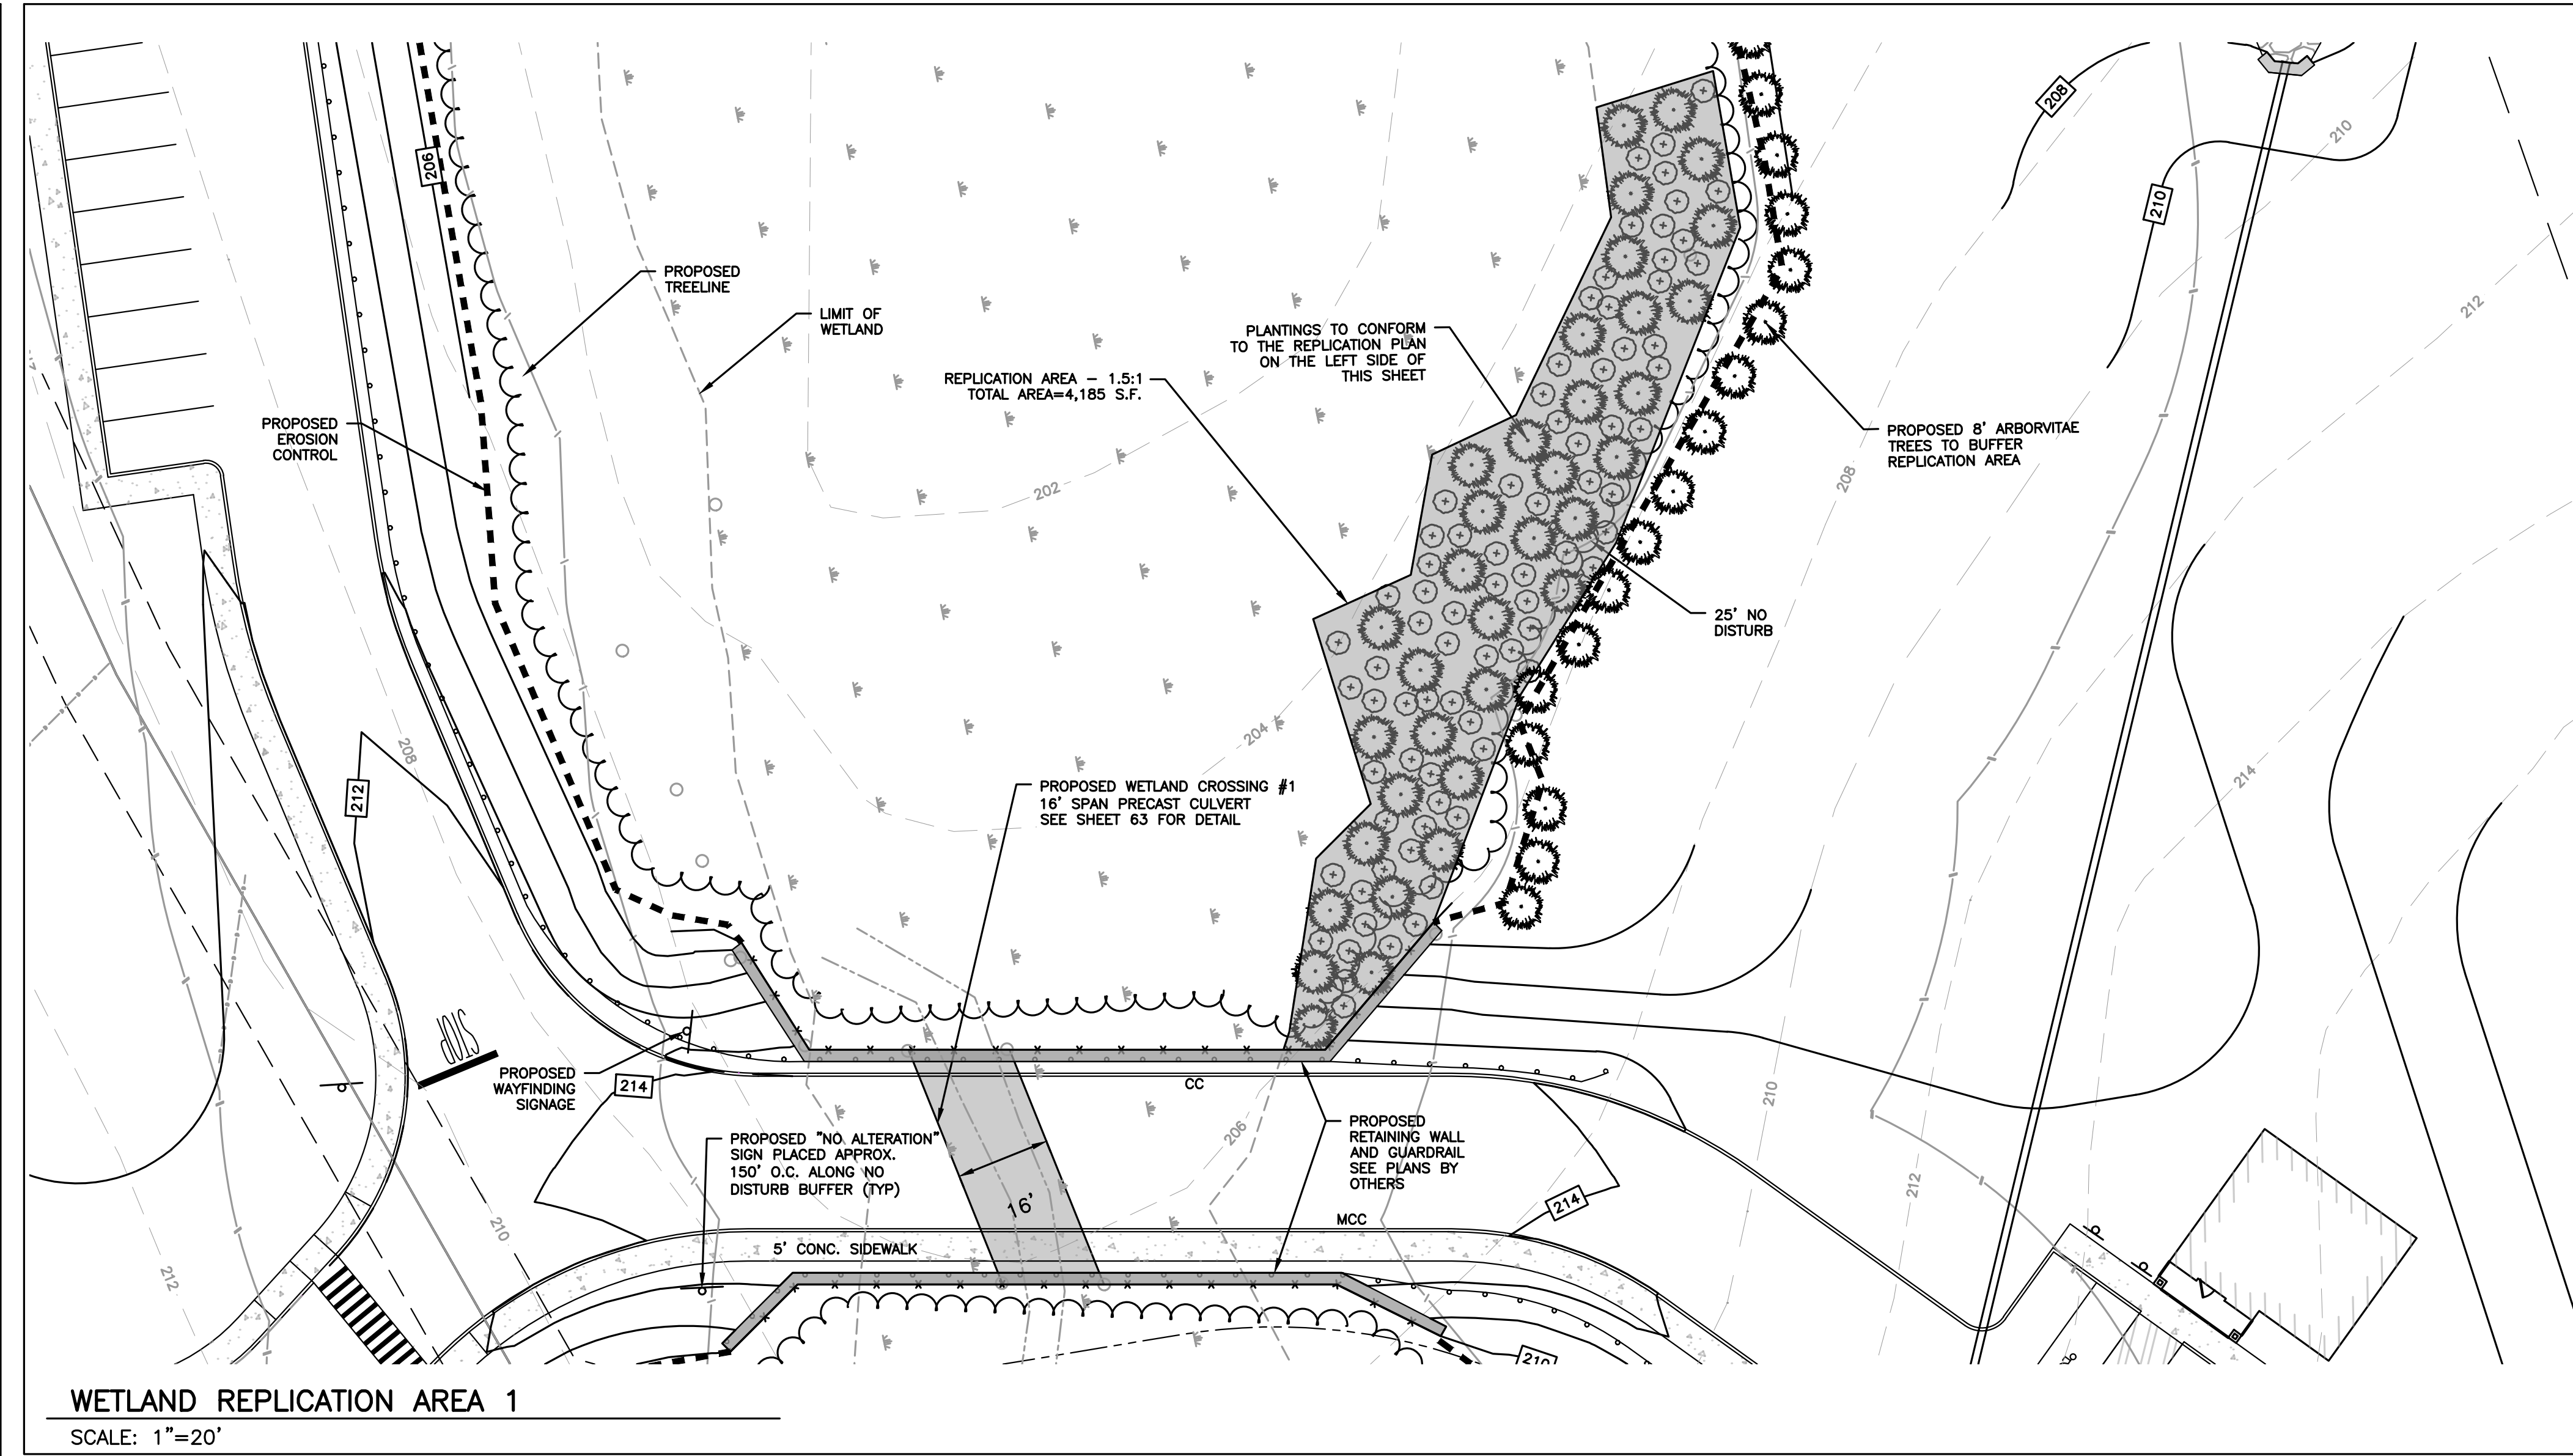 208
210
206
210
PROPOSED
TREELINE
LIMIT OF
WETLAND
212
PLANTINGS TO CONFORM
TO THE REPLICATION PLAN
ON THE LEFT SIDE OF
THIS SHEET
REPLICATION AREA – 1.5:1
TOTAL AREA=4,185 S.F.
PROPOSED
EROSION
CONTROL
PROPOSED 8' ARBORVITAE
TREES TO BUFFER
REPLICATION AREA
208
202
25' NO
DISTURB
204
208
212
214
PROPOSED WETLAND CROSSING #1
16' SPAN PRECAST CULVERT
SEE SHEET 63 FOR DETAIL
STOP
PROPOSED
WAYFINDING
SIGNAGE
214
CC
210
206
PROPOSED "NO ALTERATION"
SIGN PLACED APPROX.
150' O.C. ALONG NO
DISTURB BUFFER (TYP)
PROPOSED
RETAINING WALL
AND GUARDRAIL
SEE PLANS BY
OTHERS
16'
212
214
210
MCC
5' CONC. SIDEWALK
212
210
WETLAND REPLICATION AREA 1
SCALE: 1"=20'